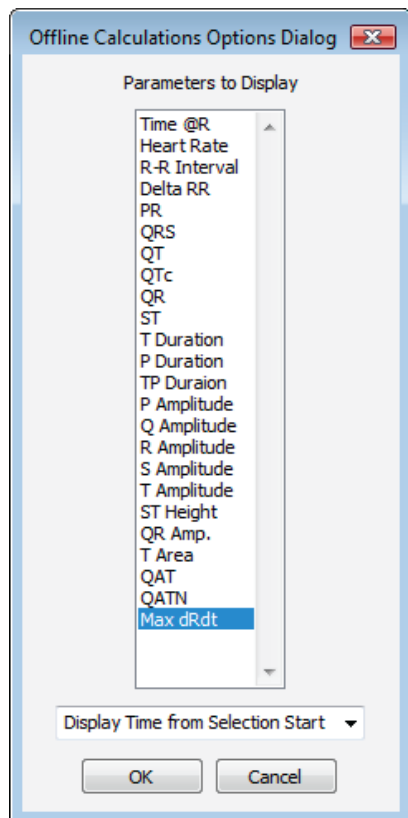 Offline Calculations Options Dialog
Parameters to Display
Time @R
Heart Rate
R-R Interval
Delta RR
PR
QRS
QT
QTc
QR
ST
T Duration
P Duration
TP Duraion
P Amplitude
Q Amplitude
R Amplitude
S Amplitude
T Amplitude
ST Height
QR Amp.
T Area
QAT
QATN
Max dRdt
Display Time from Selection Start
OK Cancel